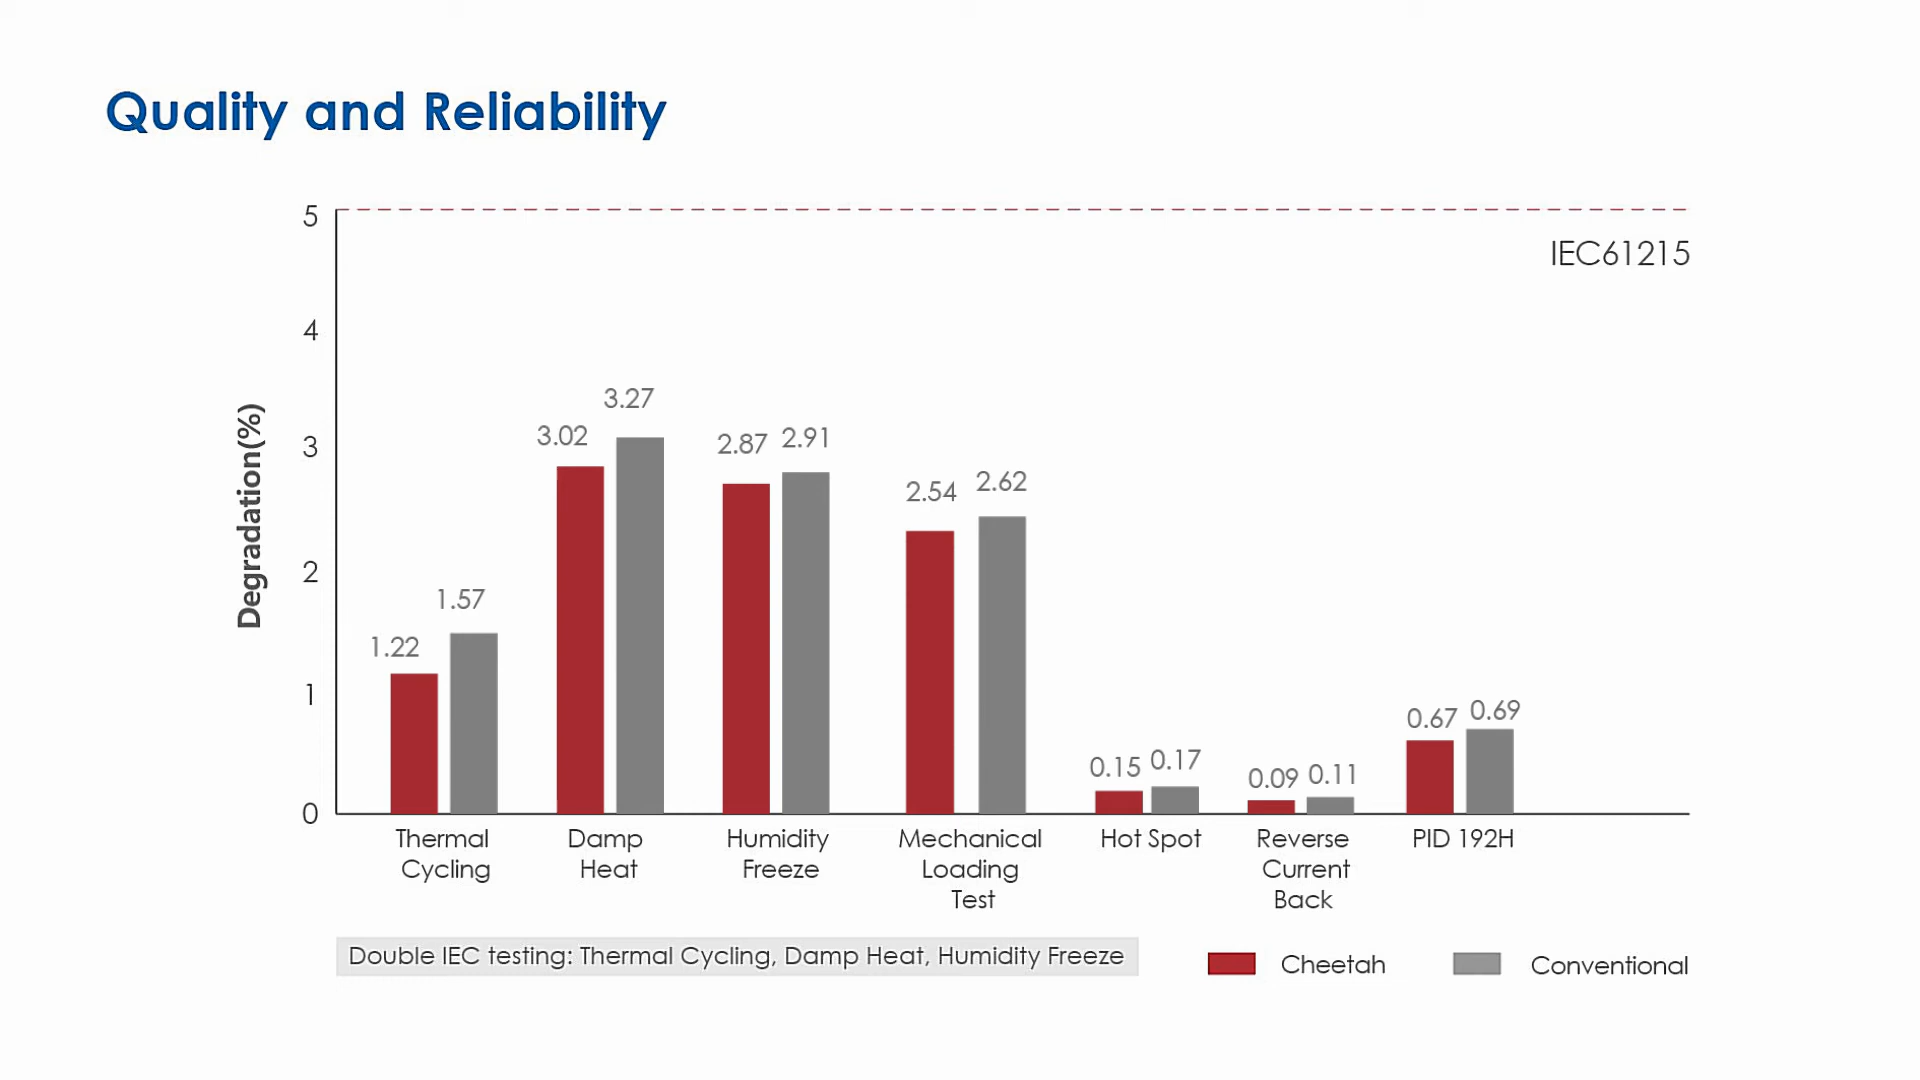 Quality and Reliability
5
IEC61215
4
3
2
1
0
Degradation(%)
1.22
1.57
3.02
3.27
2.87
2.91
2.54
2.62
0.15
0.17
0.09
0.11
0.67
0.69
Thermal
Cycling
Damp
Heat
Humidity
Freeze
Mechanical
Loading
Test
Hot Spot
Reverse
Current
Back
PID 192H
Double IEC testing: Thermal Cycling, Damp Heat, Humidity Freeze
Cheetah
Conventional